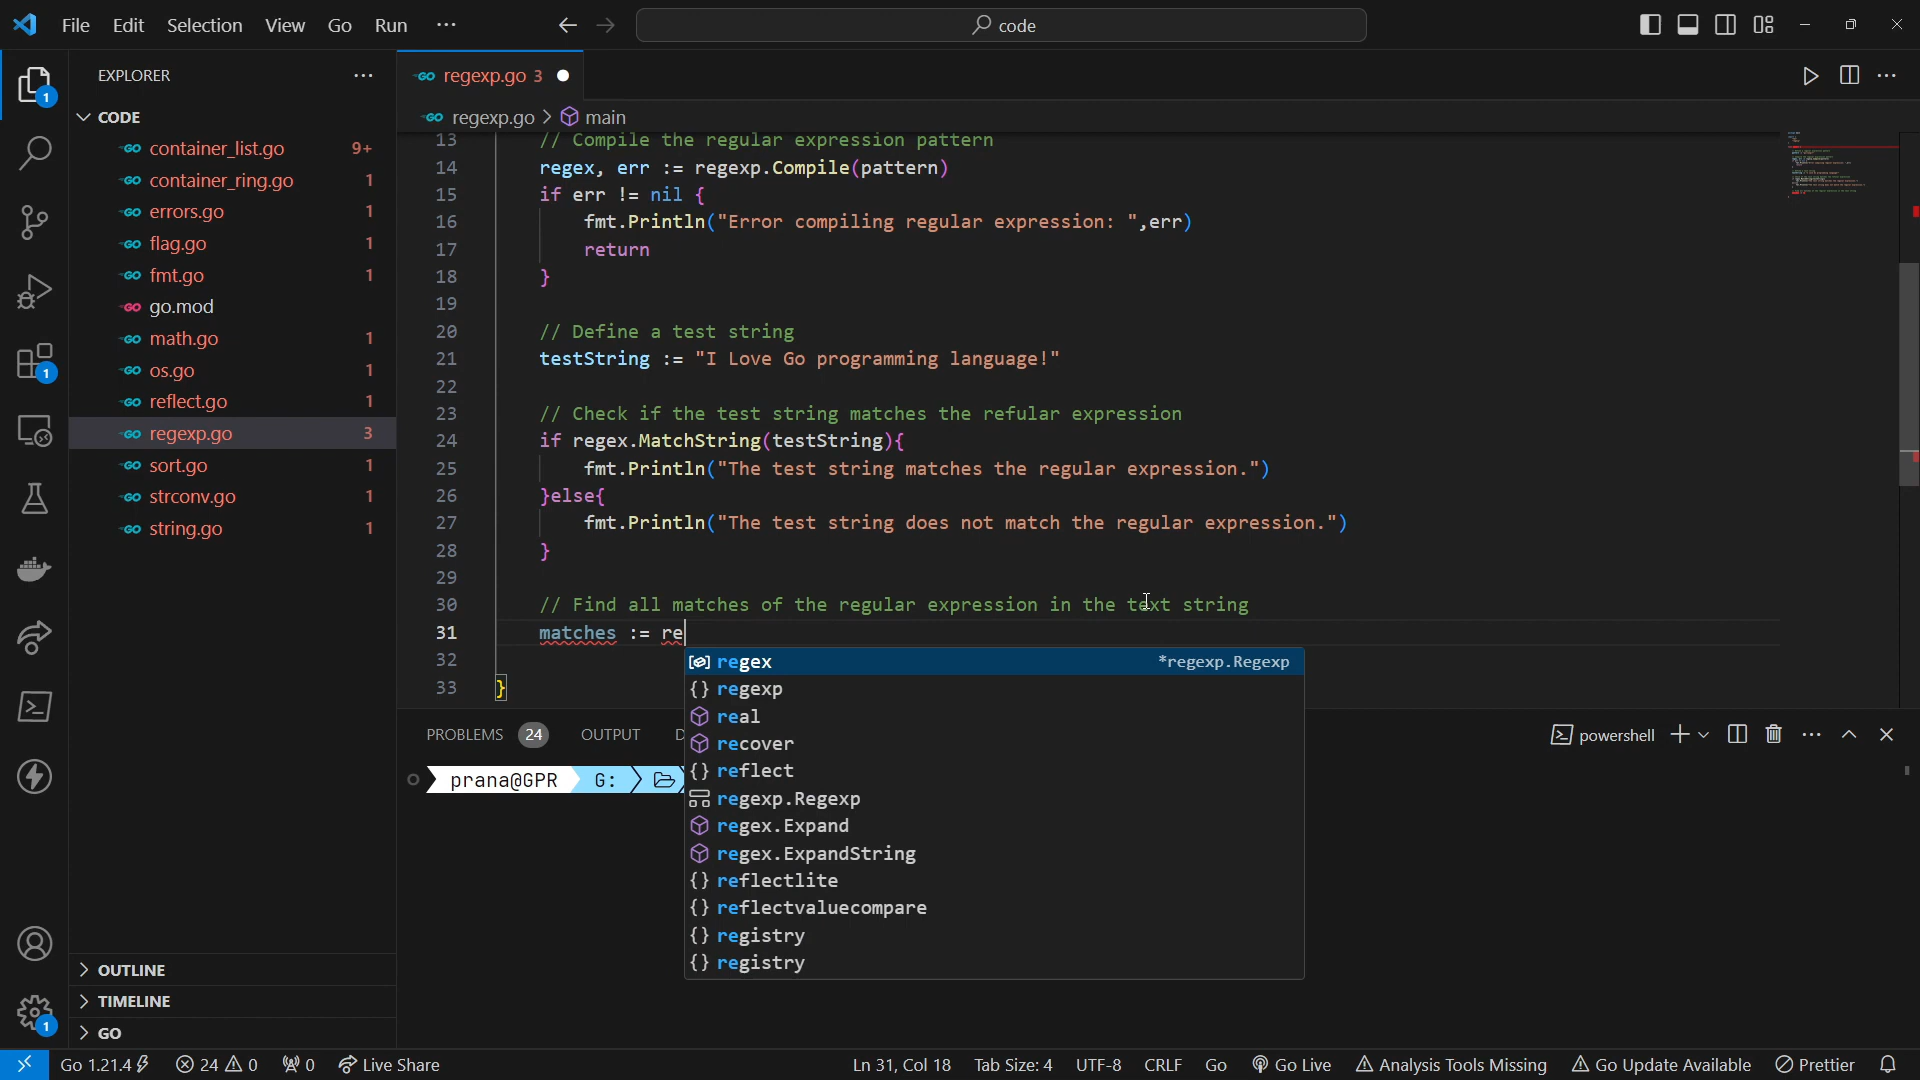 File Edit Selection View Go Run ···
code
EXPLORER ···
CODE
container_list.go 9+
container_ring.go 1
errors.go 1
flag.go 1
fmt.go 1
go.mod
math.go 1
os.go 1
reflect.go 1
regexp.go 3
sort.go 1
strconv.go 1
string.go 1
OUTLINE
TIMELINE
GO
1
1
1
regexp.go 3
regexp.go > main
13 // Compile the regular expression pattern
14 regex, err := regexp.Compile(pattern)
15 if err != nil {
16 fmt.Println("Error compiling regular expression: ",err)
17 return
18 }
19
20 // Define a test string
21 testString := "I Love Go programming language!"
22
23 // Check if the test string matches the refular expression
24 if regex.MatchString(testString){
25 fmt.Println("The test string matches the regular expression.")
26 }else{
27 fmt.Println("The test string does not match the regular expression.")
28 }
29
30 // Find all matches of the regular expression in the text string
31 matches := re
32
33 }
regex *regexp.Regexp
regexp
real
recover
reflect
regexp.Regexp
regex.Expand
regex.ExpandString
reflectlite
reflectvaluecompare
registry
registry
PROBLEMS 24 OUTPUT D
powershell
prana@GPR G:
Go 1.21.4 24 0 0 Live Share Ln 31, Col 18 Tab Size: 4 UTF-8 CRLF Go Go Live Analysis Tools Missing Go Update Available Prettier